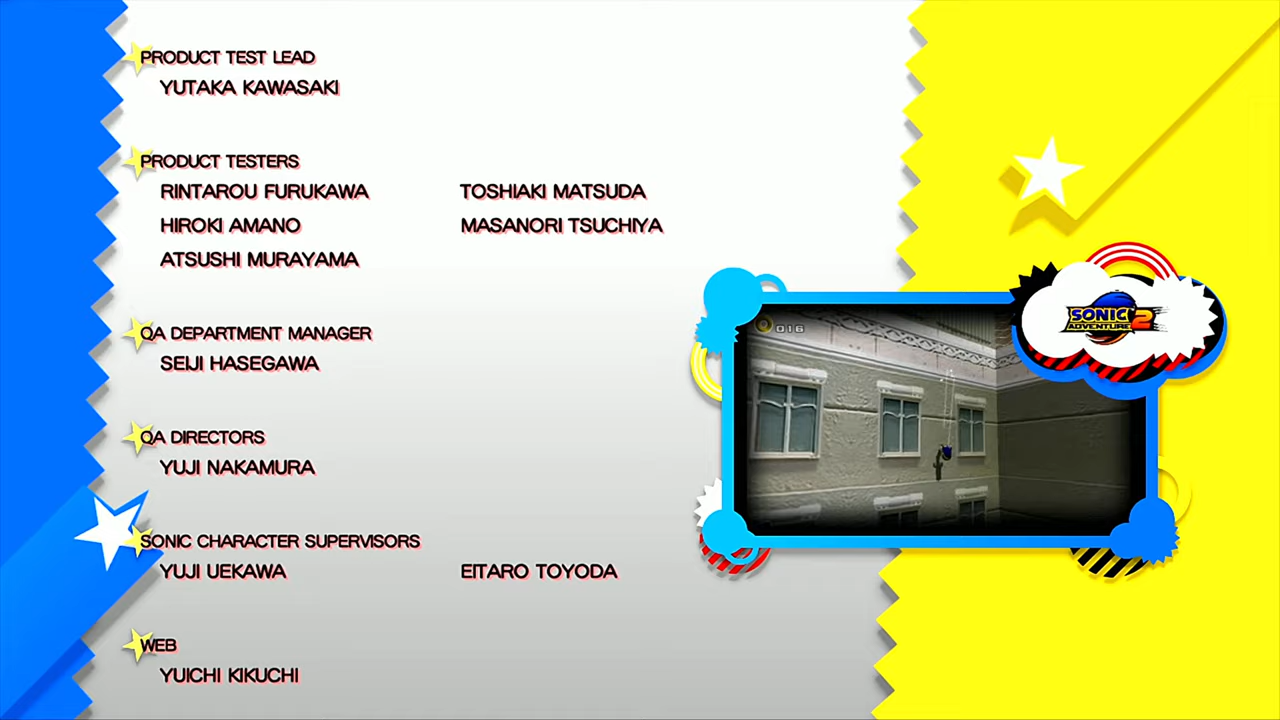 PRODUCT TEST LEAD
YUTAKA KAWASAKI
PRODUCT TESTERS
RINTAROU FURUKAWA TOSHIAKI MATSUDA
HIROKI AMANO MASANORI TSUCHIYA
ATSUSHI MURAYAMA
QA DEPARTMENT MANAGER
SEIJI HASEGAWA
QA DIRECTORS
YUJI NAKAMURA
SONIC CHARACTER SUPERVISORS
YUJI UEKAWA EITARO TOYODA
WEB
YUICHI KIKUCHI
016
SONIC
ADVENTURE 2